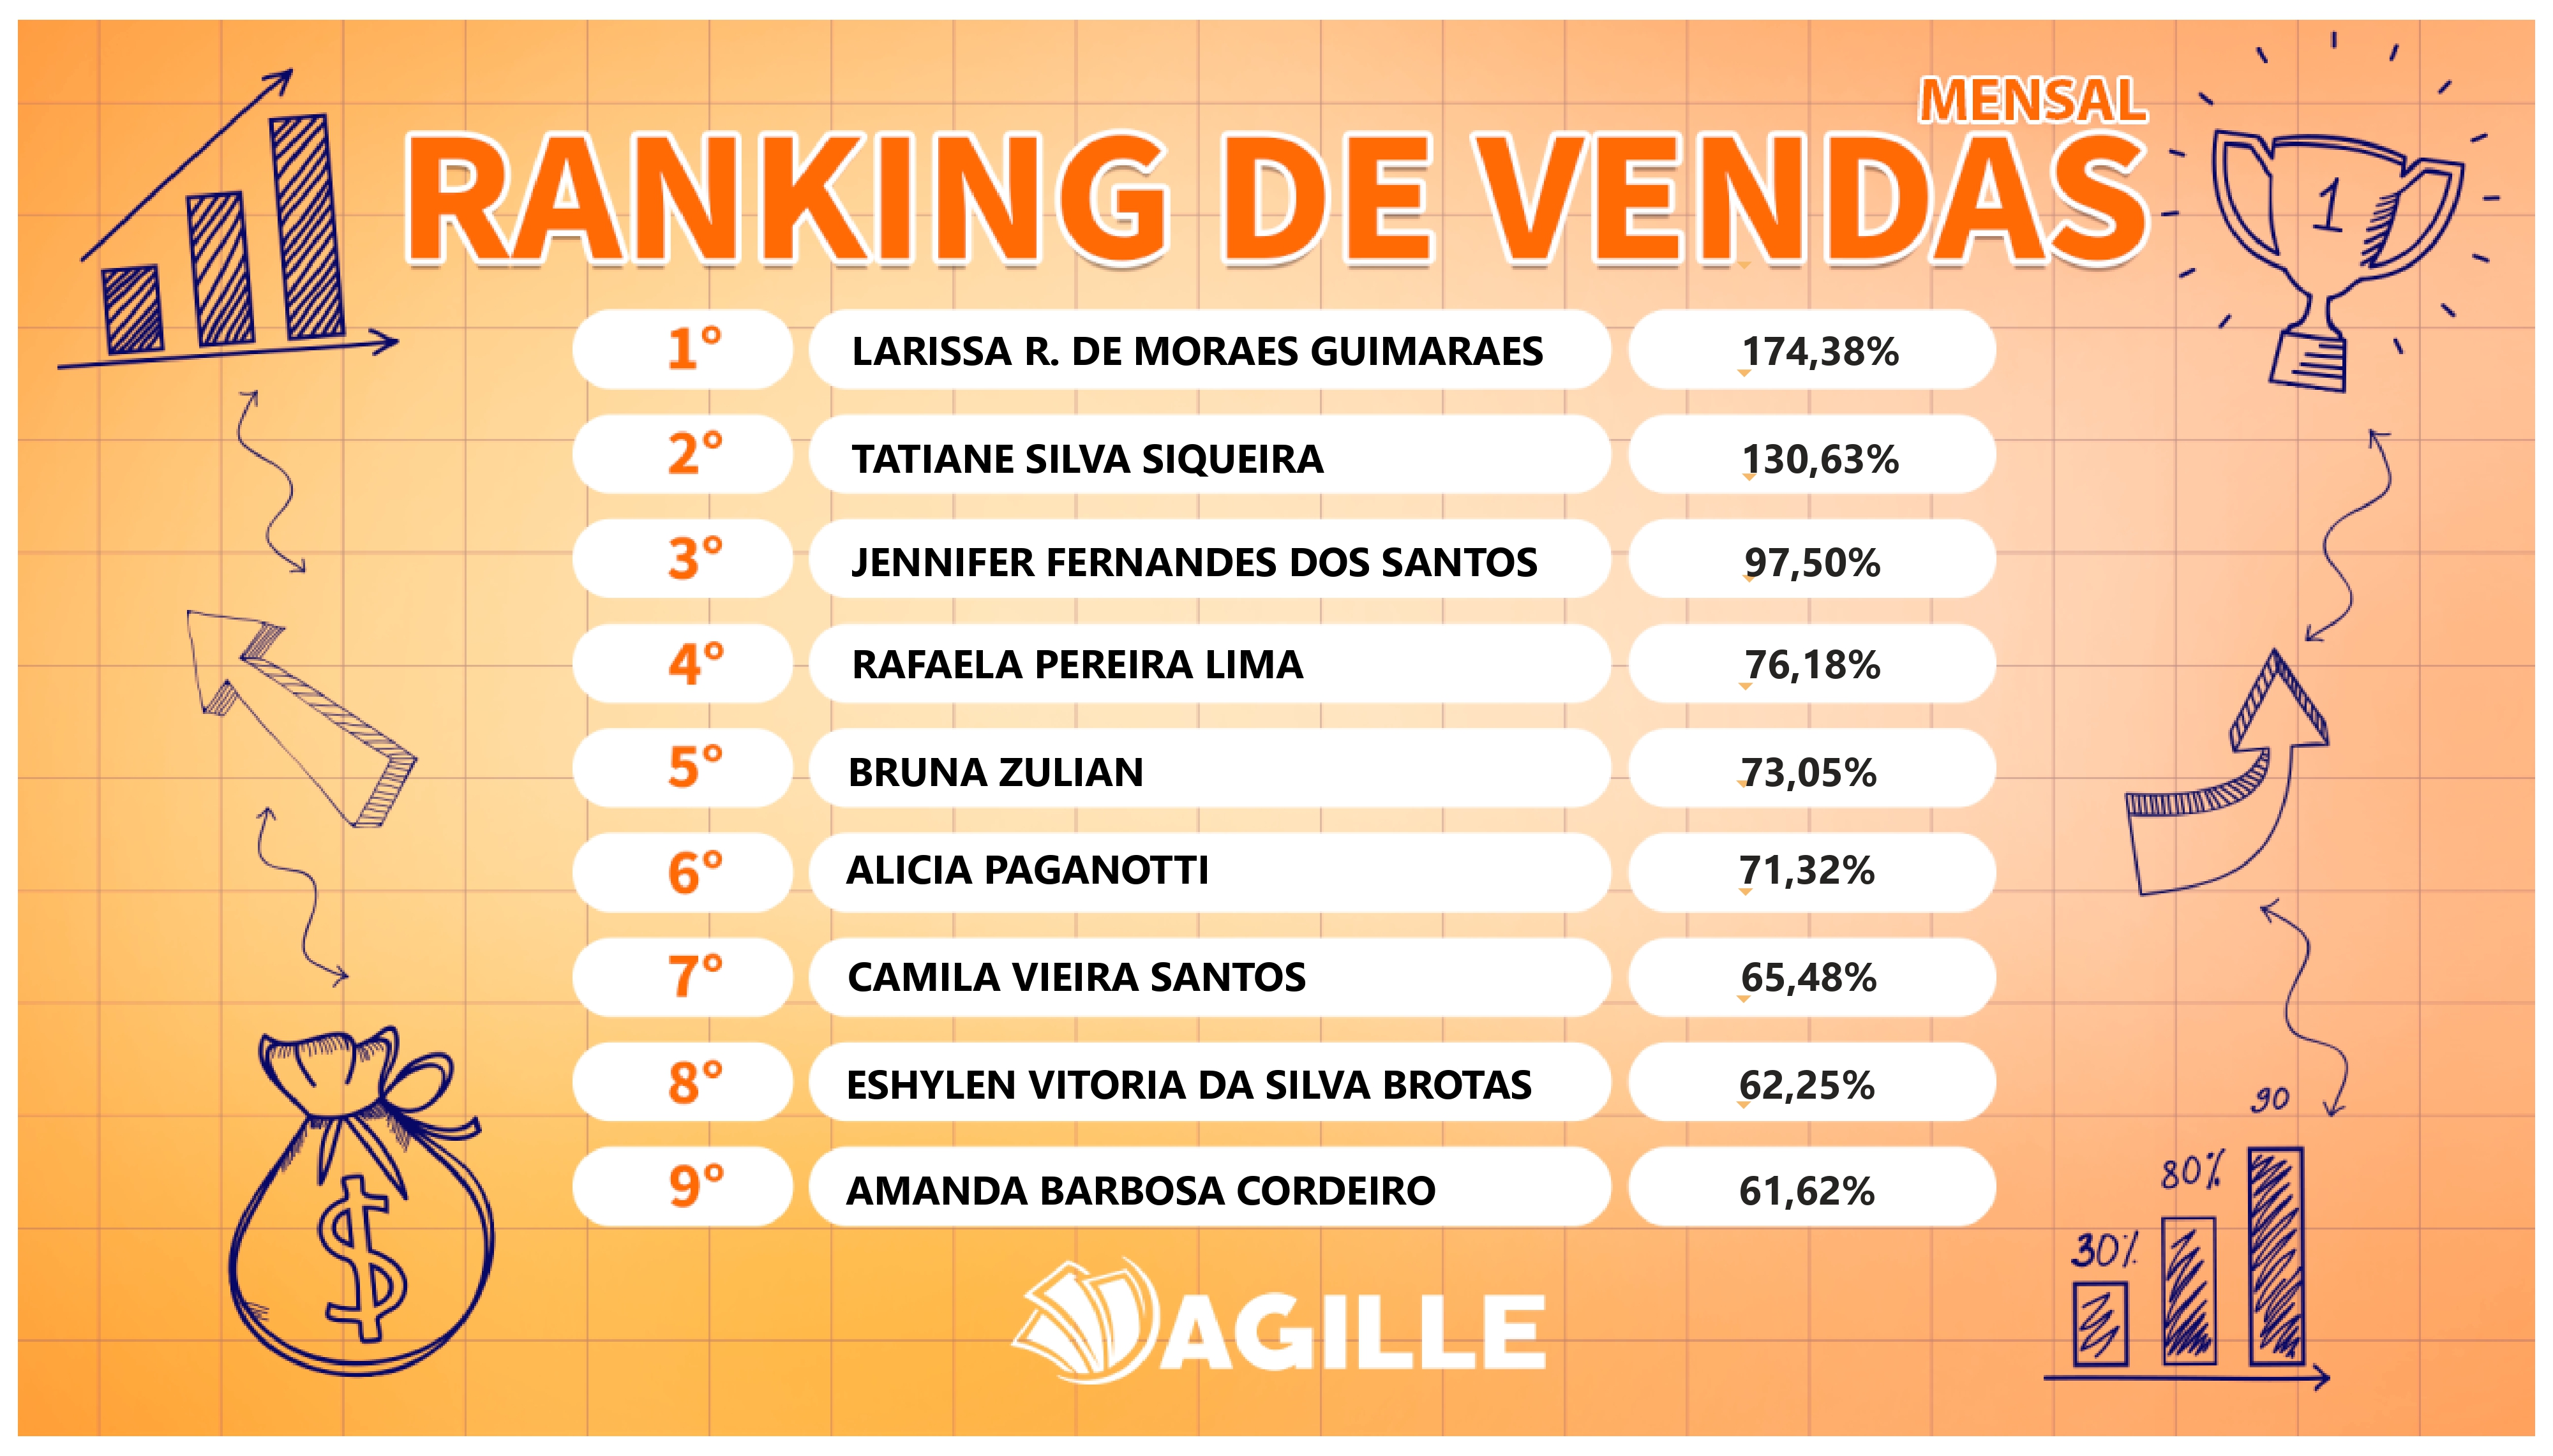 MENSAL
RANKING DE VENDAS
1
1° LARISSA R. DE MORAES GUIMARAES 174,38%
2° TATIANE SILVA SIQUEIRA 130,63%
3° JENNIFER FERNANDES DOS SANTOS 97,50%
4° RAFAELA PEREIRA LIMA 76,18%
5° BRUNA ZULIAN 73,05%
6° ALICIA PAGANOTTI 71,32%
7° CAMILA VIEIRA SANTOS 65,48%
8° ESHYLEN VITORIA DA SILVA BROTAS 62,25%
9° AMANDA BARBOSA CORDEIRO 61,62%
90
80%
30%
$
AGILLE